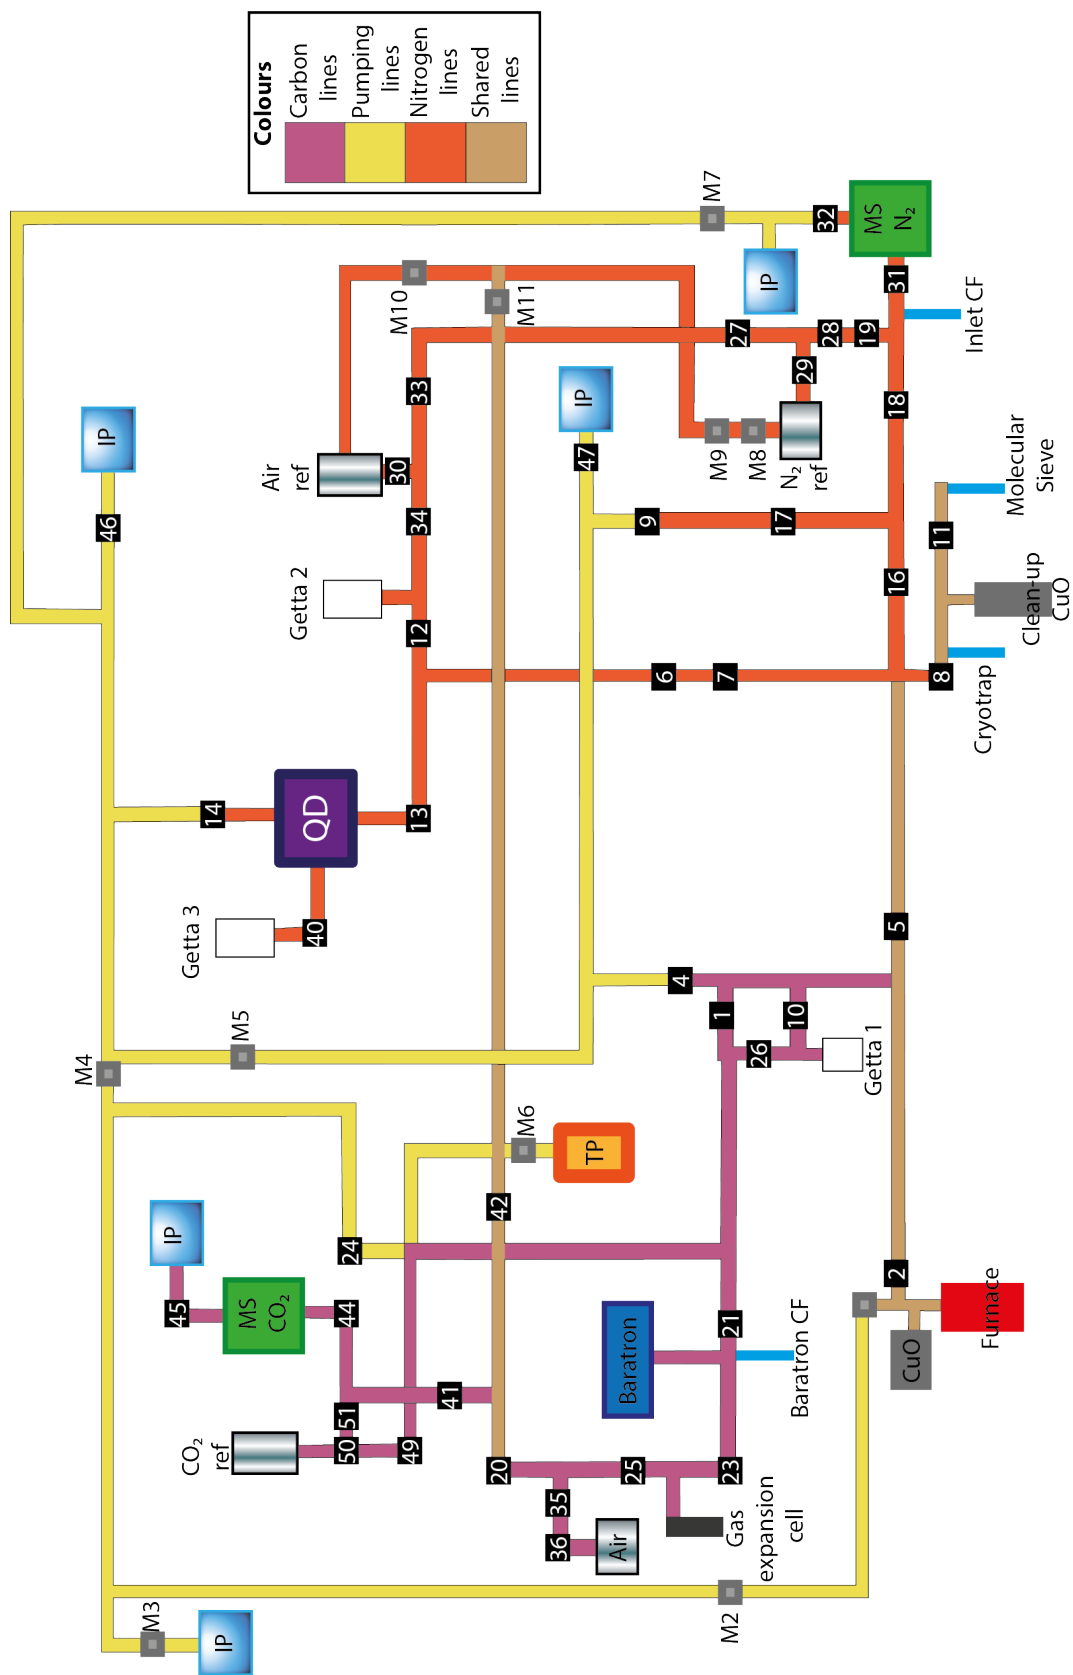 Colours
Carbon
lines
Pumping
lines
Nitrogen
lines
Shared
lines
M7
32
MS
N₂
IP
31
Inlet CF
M10
M11
27
28
19
29
33
IP
18
IP
47
M9
M8
N₂
ref
Air
ref
30
34
46
9
17
11
Molecular
Sieve
16
Clean-up
CuO
Getta 2
12
6
7
8
Cryotrap
14
QD
13
Getta 3
40
5
4
1
10
26
Getta 1
M5
M4
M6
TP
42
24
IP
45
MS
CO₂
44
2
Furnace
CuO
21
Baratron
Baratron CF
41
51
50
49
CO₂
ref
20
25
23
35
36
Air
Gas
expansion
cell
M2
M3
IP